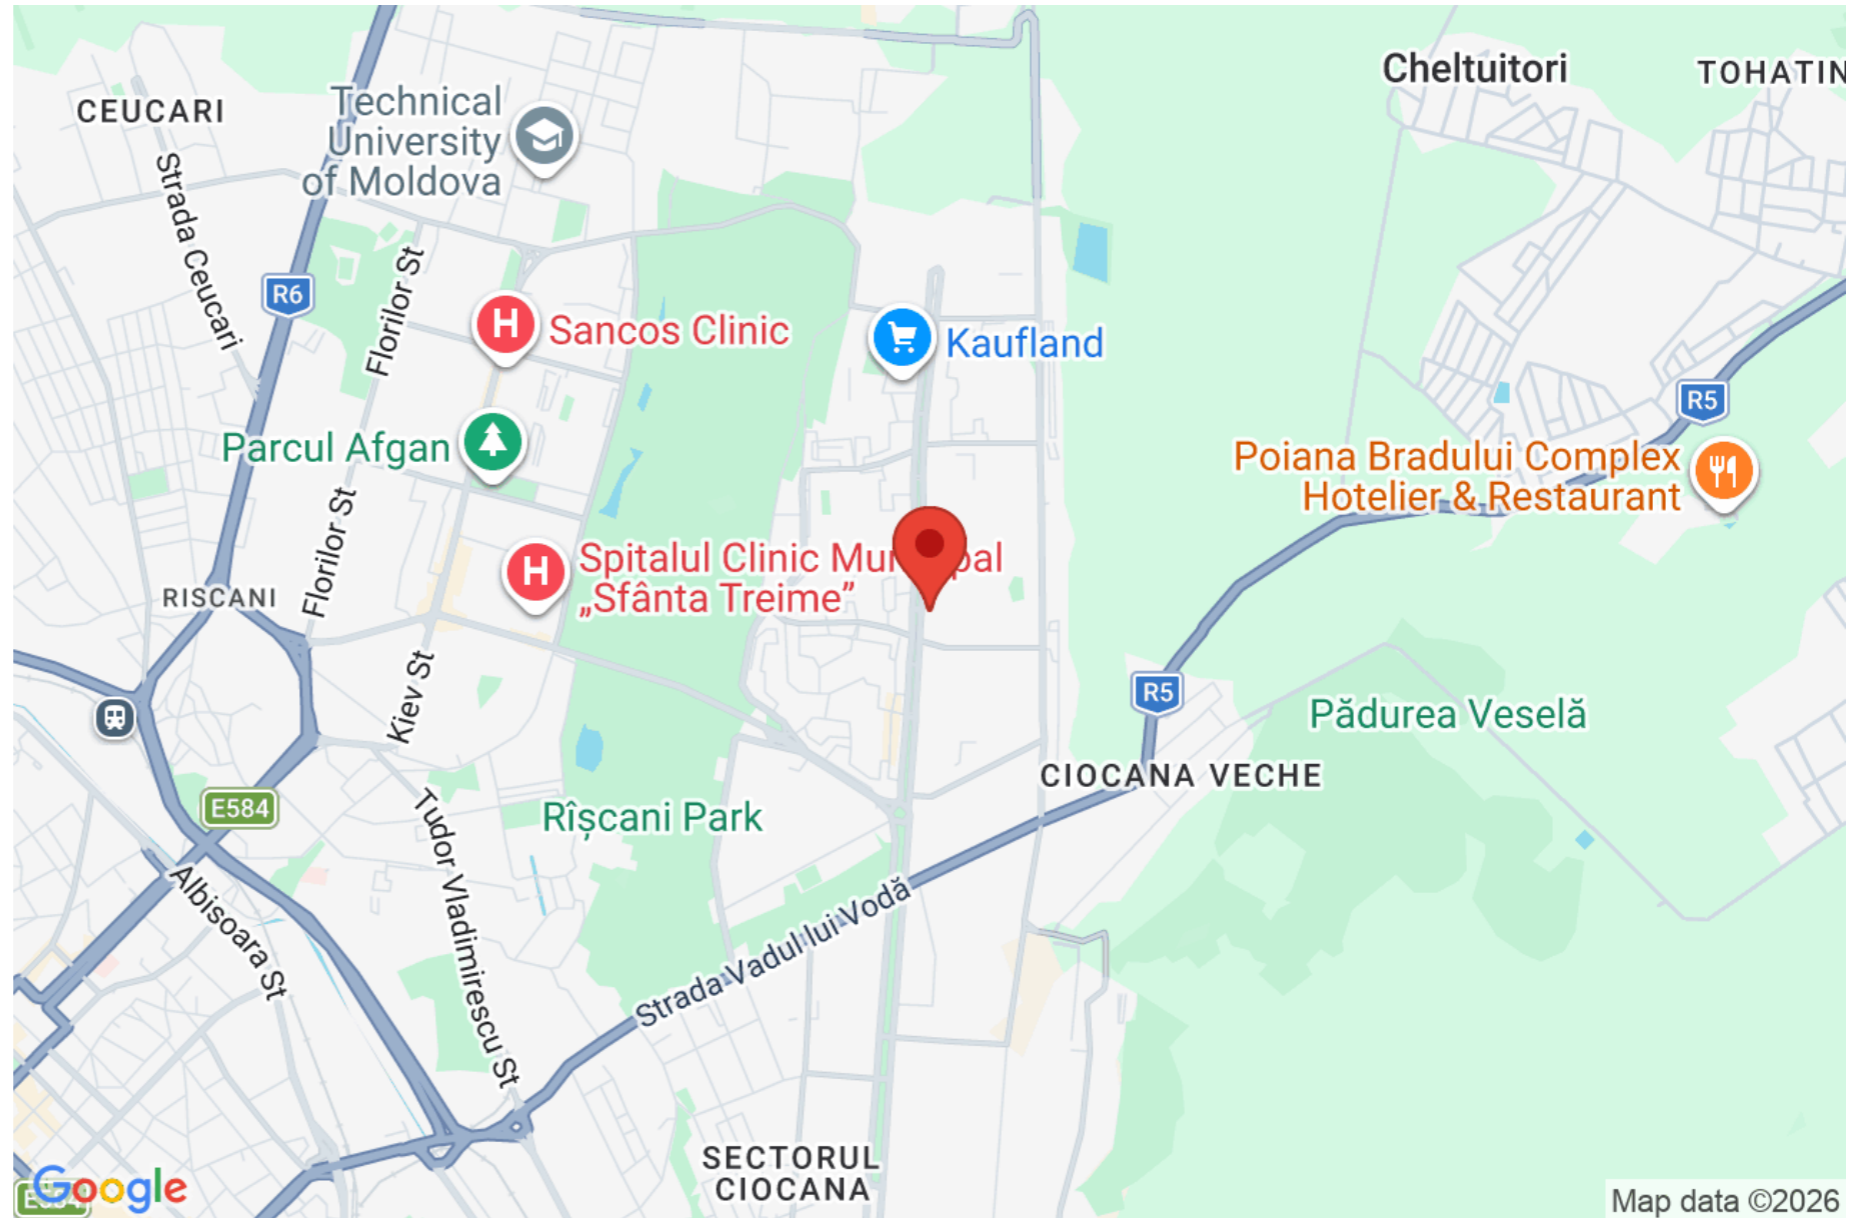 Cheltuitori
TOHATIN
CEUCARI
Technical
University
of Moldova
Strada Ceucari
Florilor St
R6
Sancos Clinic
Kaufland
R5
Parcul Afgan
Poiana Bradului Complex
Hotelier & Restaurant
Florilor St
Spitalul Clinic Mun pal
„Sfânta Treime”
RISCANI
Kiev St
R5
Pădurea Veselă
CIOCANA VECHE
E584
Rîșcani Park
Tudor Vladimirescu St
Albisoara St
Strada Vadul lui Vodă
SECTORUL
CIOCANA
Google
Map data ©2026